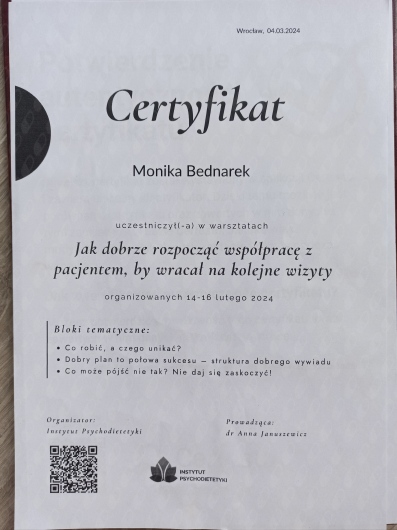 Wrocław, 04.03.2024
Certyfikat
Monika Bednarek
uczestniczył(-a) w warsztatach
Jak dobrze rozpocząć współpracę z
pacjentem, by wracał na kolejne wizyty
organizowanych 14-16 lutego 2024
Bloki tematyczne:
• Co robić, a czego unikać?
• Dobry plan to połowa sukcesu – struktura dobrego wywiadu
• Co może pójść nie tak? Nie daj się zaskoczyć!
Organizator:
Instytut Psychodietetyki
Prowadząca:
dr Anna Januszewicz
INSTYTUT
PSYCHODIETETYKI